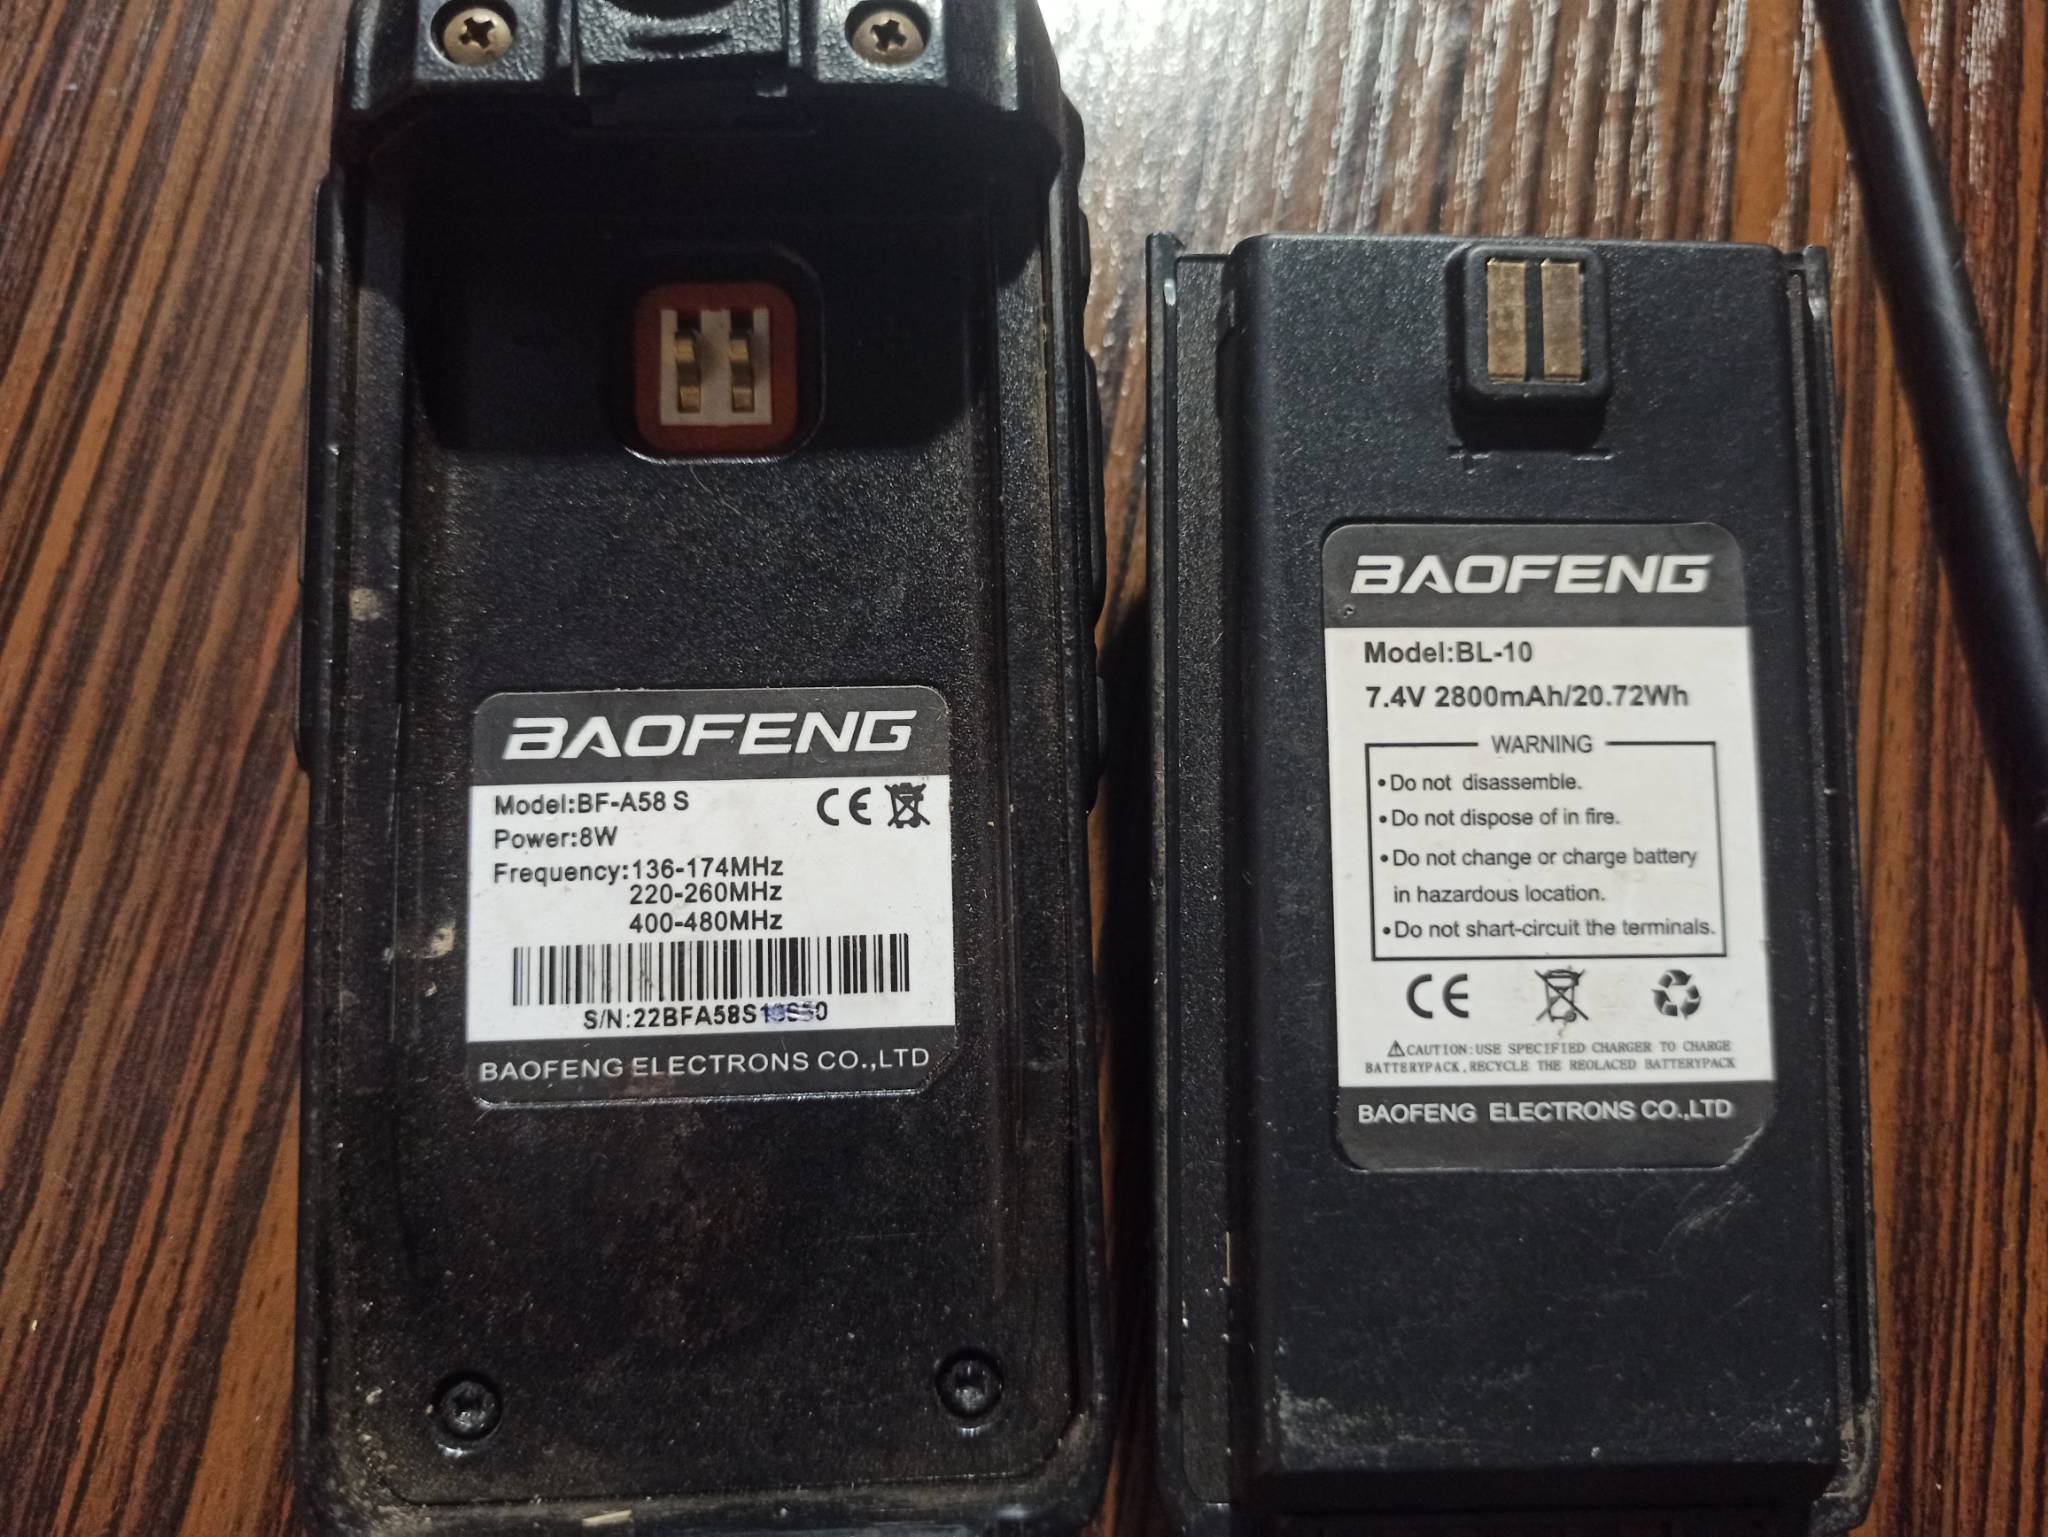 BAOFENG
Model:BF-A58 S
Power:8W
Frequency:136-174MHz
220-260MHz
400-480MHz
CE
BAOFENG ELECTRONS CO.,LTD
BAOFENG
Model:BL-10
7.4V 2800mAh/20.72Wh
WARNING
•Do not disassemble.
•Do not dispose of in fire.
•Do not change or charge battery
in hazardous location.
•Do not shart-circuit the terminals.
CE
⚠CAUTION:USE SPECIFIED CHARGER TO CHARGE
BATTERYPACK,RECYCLE THE REOLACED BATTERYPACK
BAOFENG ELECTRONS CO.,LTD